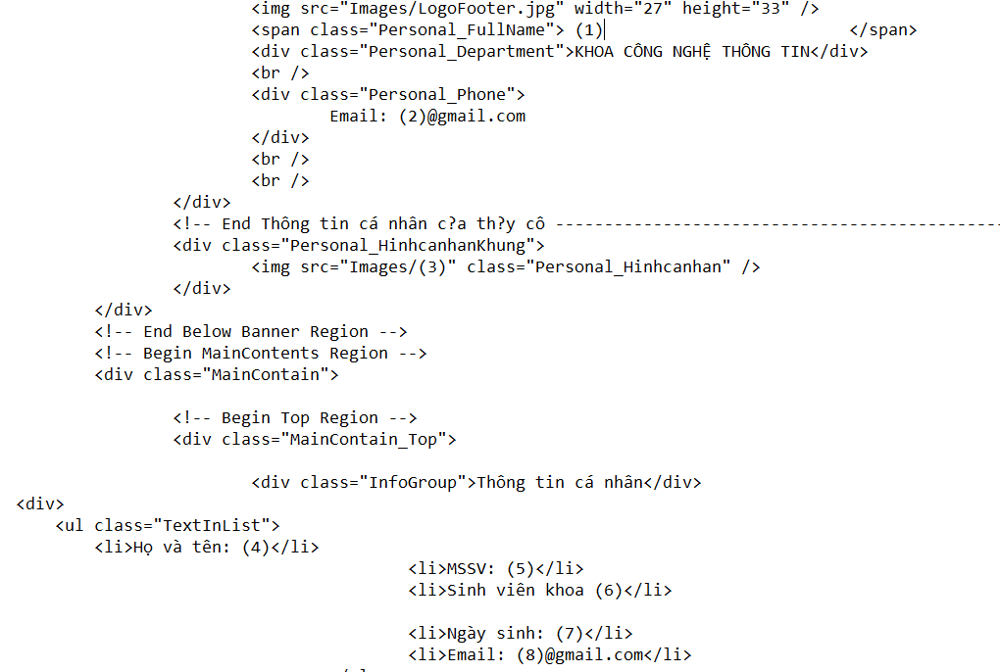 <img src="Images/LogoFooter.jpg" width="27" height="33" />
<span class="Personal_FullName"> (1) </span>
<div class="Personal_Department">KHOA CÔNG NGHỆ THÔNG TIN</div>
<br />
<div class="Personal_Phone">
Email: (2)@gmail.com
</div>
<br />
<br />
</div>
<!-- End Thông tin cá nhân c?a th?y cô ----------------------------------------------
<div class="Personal_HinhcanhanKhung">
<img src="Images/(3)" class="Personal_Hinhcanhan" />
</div>
</div>
<!-- End Below Banner Region -->
<!-- Begin MainContents Region -->
<div class="MainContain">
<!-- Begin Top Region -->
<div class="MainContain_Top">
<div class="InfoGroup">Thông tin cá nhân</div>
<div>
<ul class="TextInList">
<li>Họ và tên: (4)</li>
<li>MSSV: (5)</li>
<li>Sinh viên khoa (6)</li>
<li>Ngày sinh: (7)</li>
<li>Email: (8)@gmail.com</li>